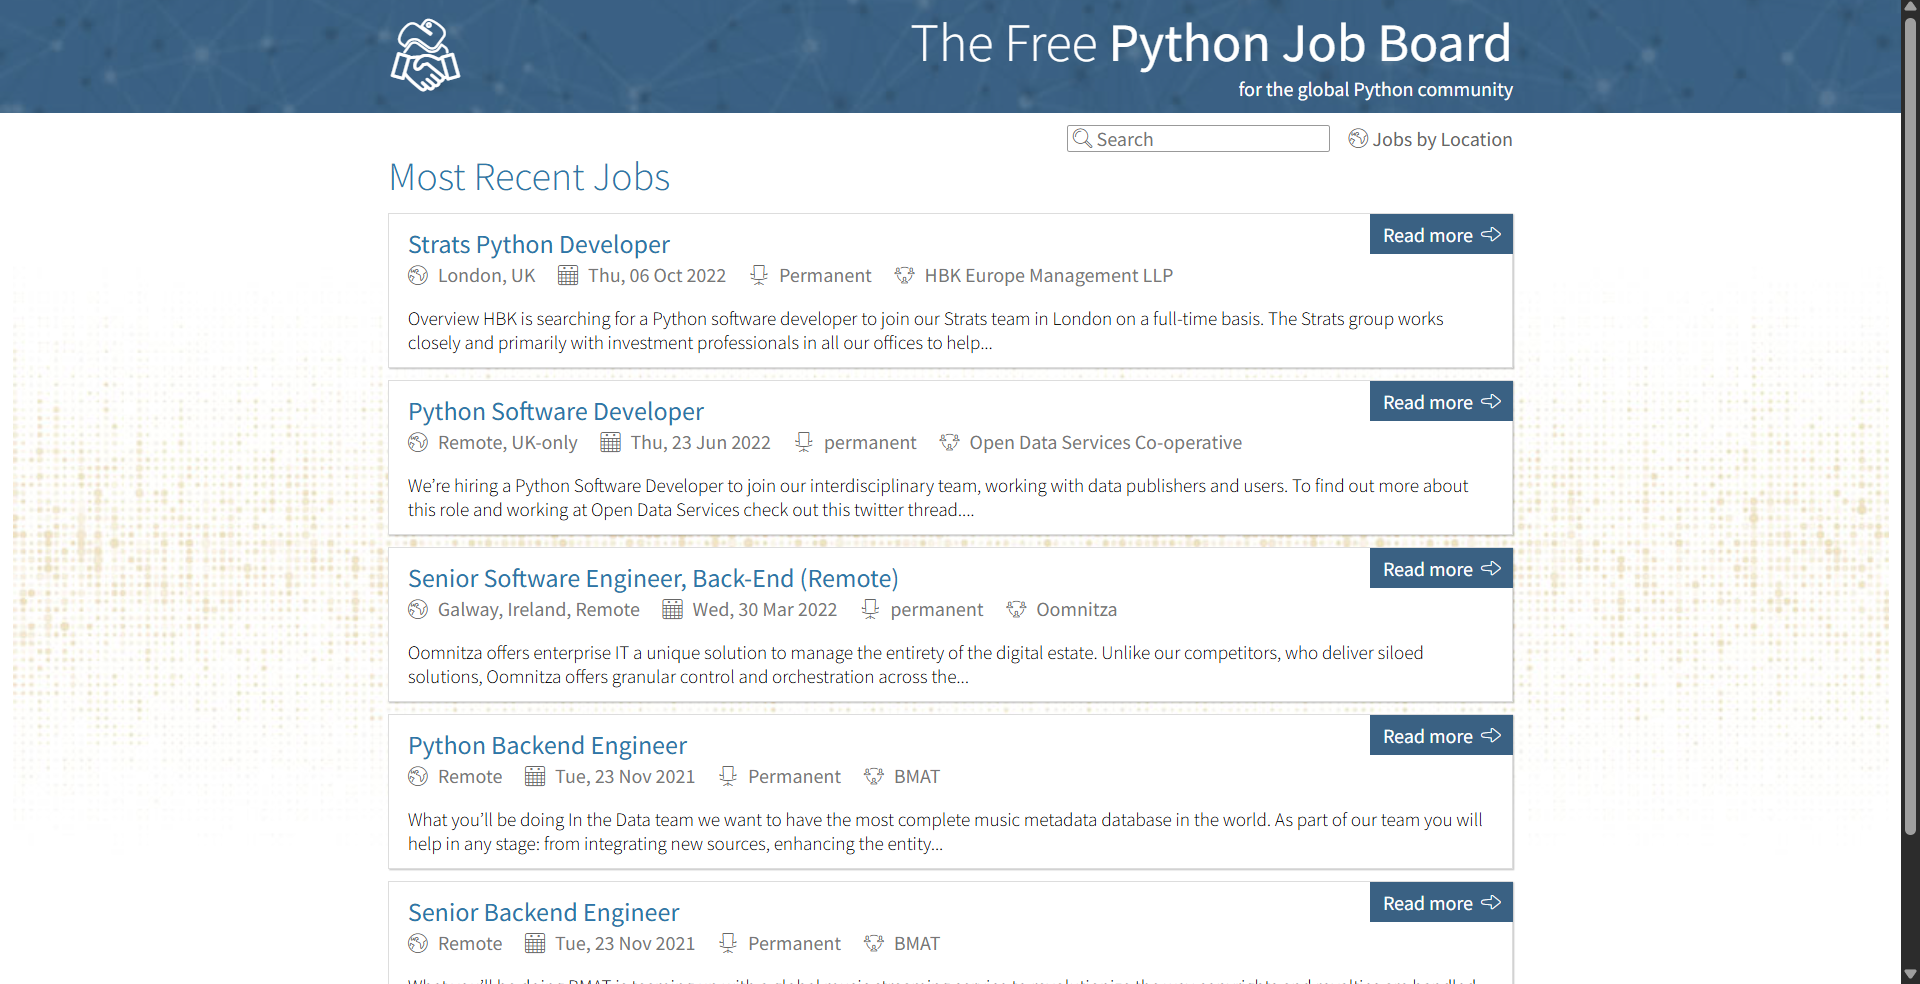 The Free Python Job Board
for the global Python community
Search
Jobs by Location
Most Recent Jobs
Strats Python Developer
Read more
London, UK Thu, 06 Oct 2022 Permanent HBK Europe Management LLP
Overview HBK is searching for a Python software developer to join our Strats team in London on a full-time basis. The Strats group works
closely and primarily with investment professionals in all our offices to help...
Python Software Developer
Read more
Remote, UK-only Thu, 23 Jun 2022 permanent Open Data Services Co-operative
We’re hiring a Python Software Developer to join our interdisciplinary team, working with data publishers and users. To find out more about
this role and working at Open Data Services check out this twitter thread....
Senior Software Engineer, Back-End (Remote)
Read more
Galway, Ireland, Remote Wed, 30 Mar 2022 permanent Oomnitza
Oomnitza offers enterprise IT a unique solution to manage the entirety of the digital estate. Unlike our competitors, who deliver siloed
solutions, Oomnitza offers granular control and orchestration across the...
Python Backend Engineer
Read more
Remote Tue, 23 Nov 2021 Permanent BMAT
What you’ll be doing In the Data team we want to have the most complete music metadata database in the world. As part of our team you will
help in any stage: from integrating new sources, enhancing the entity...
Senior Backend Engineer
Read more
Remote Tue, 23 Nov 2021 Permanent BMAT